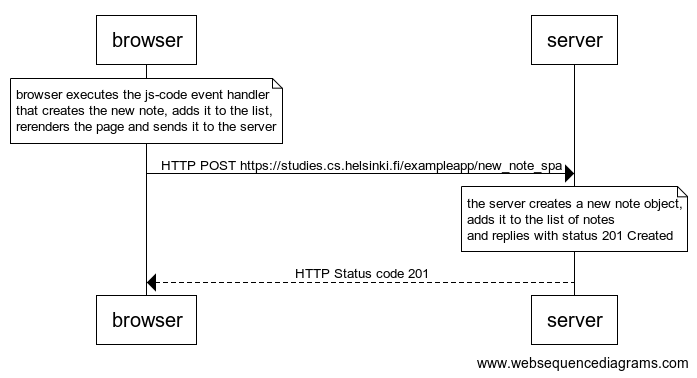 browser
server
browser executes the js-code event handler
that creates the new note, adds it to the list,
rerenders the page and sends it to the server
HTTP POST https://studies.cs.helsinki.fi/exampleapp/new_note_spa
the server creates a new note object,
adds it to the list of notes
and replies with status 201 Created
HTTP Status code 201
browser
server
www.websequencediagrams.com